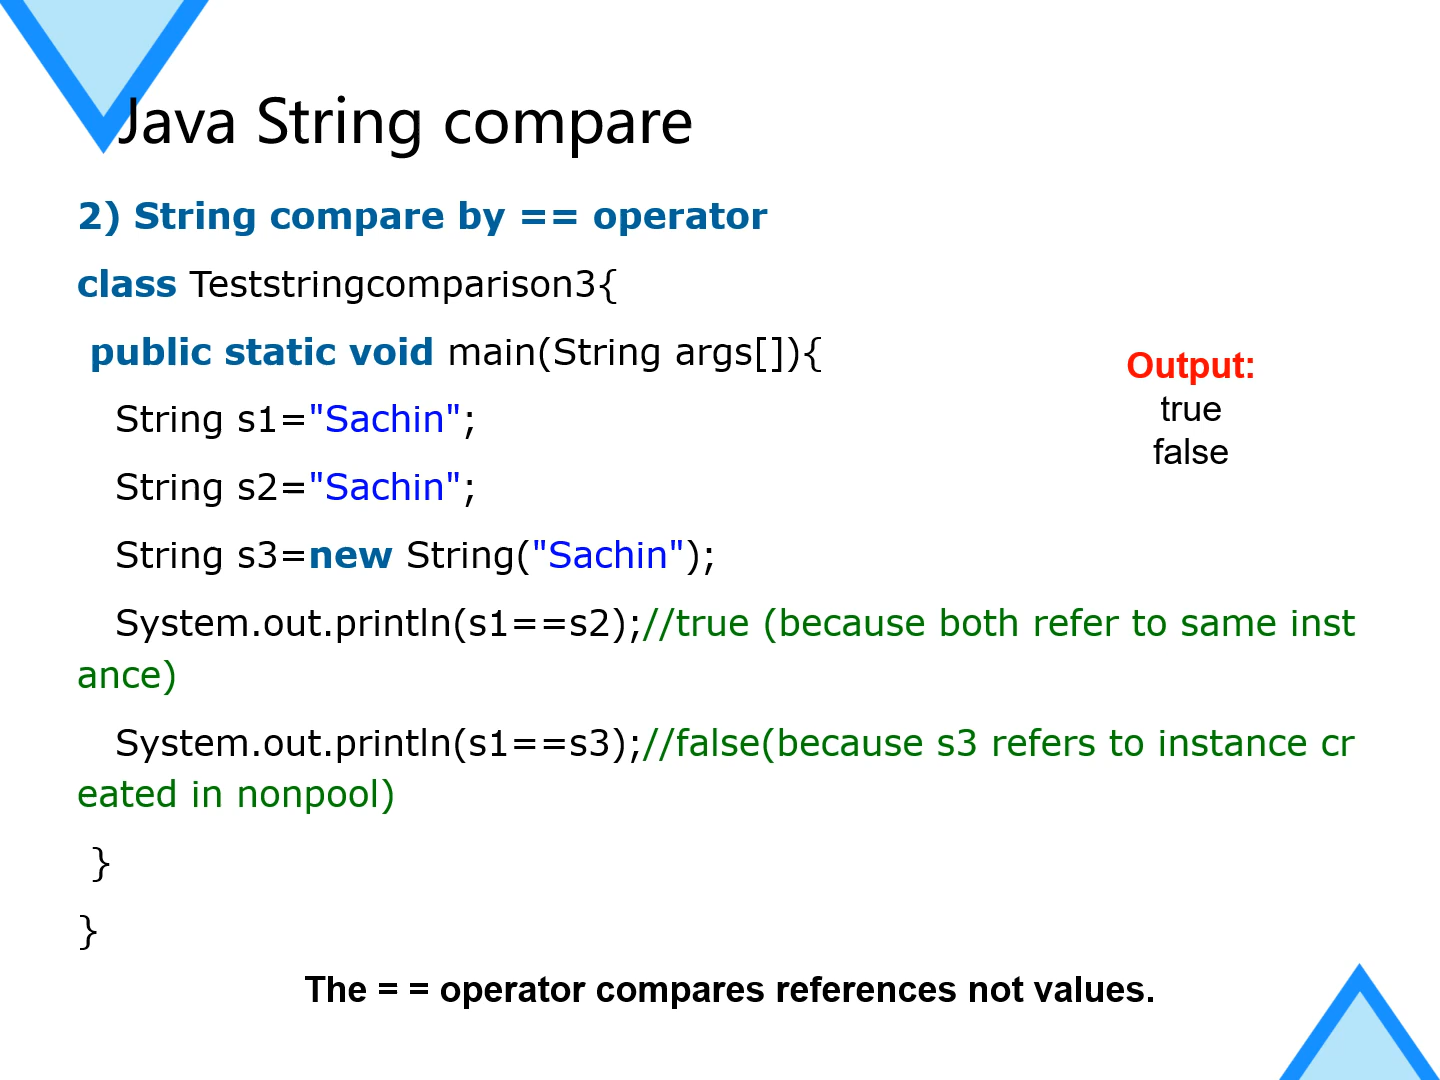 Java String compare
2) String compare by == operator
class Teststringcomparison3{
public static void main(String args[]){
String s1="Sachin";
String s2="Sachin";
String s3=new String("Sachin");
System.out.println(s1==s2);//true (because both refer to same inst
ance)
System.out.println(s1==s3);//false(because s3 refers to instance cr
eated in nonpool)
}
}
Output:
true
false
The = = operator compares references not values.